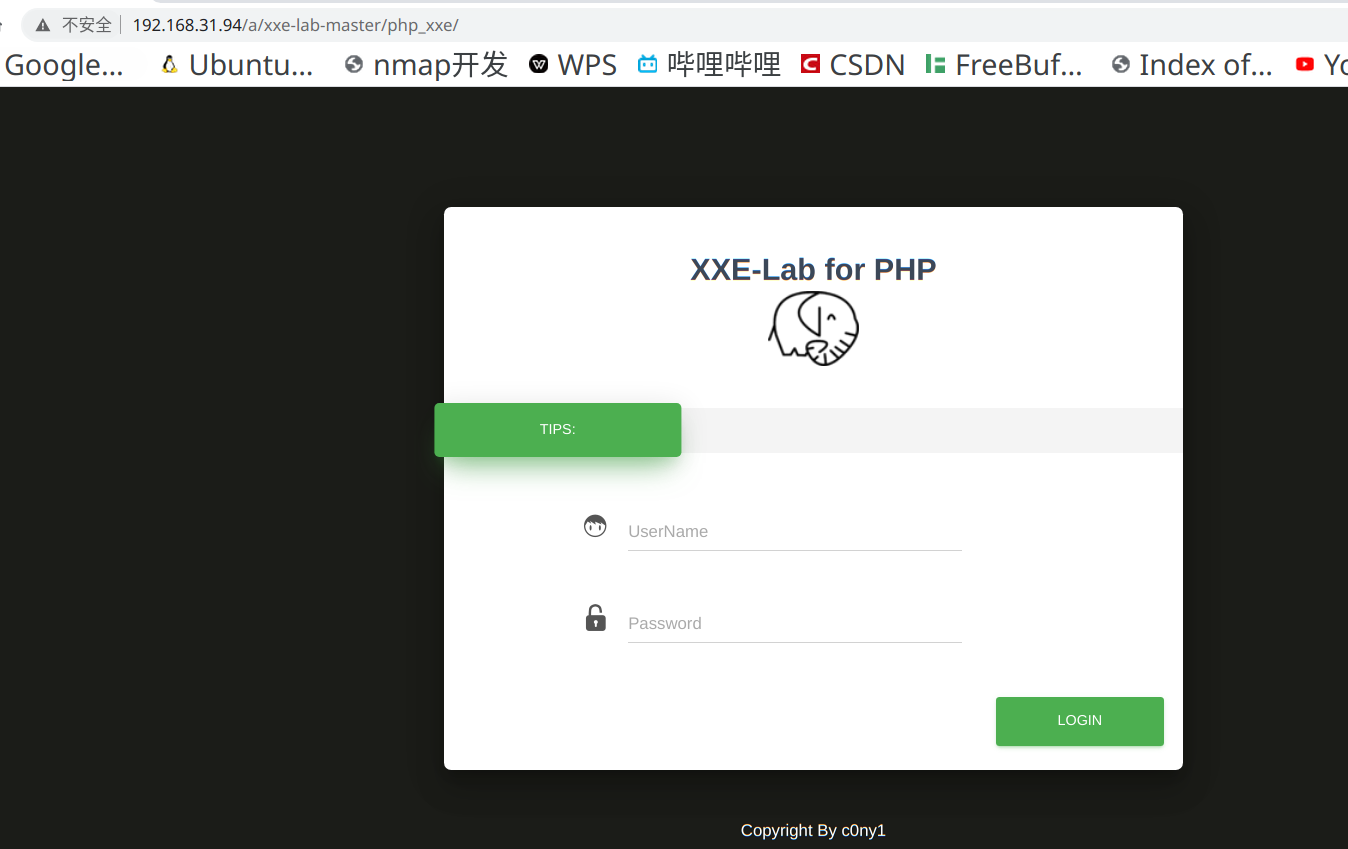 不安全 192.168.31.94/a/xxe-lab-master/php_xxe/
Google... Ubuntu... nmap开发 WPS 哔哩哔哩 CSDN FreeBuf... Index of...
XXE-Lab for PHP
TIPS:
UserName
Password
LOGIN
Copyright By c0ny1